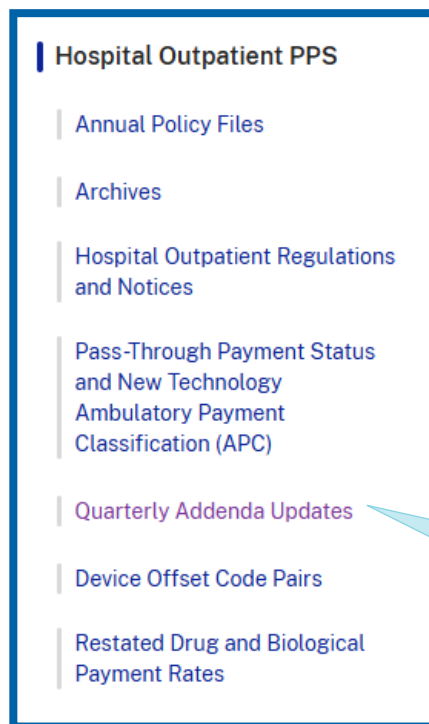 Hospital Outpatient PPS
Annual Policy Files
Archives
Hospital Outpatient Regulations
and Notices
Pass-Through Payment Status
and New Technology
Ambulatory Payment
Classification (APC)
Quarterly Addenda Updates
Device Offset Code Pairs
Restated Drug and Biological
Payment Rates